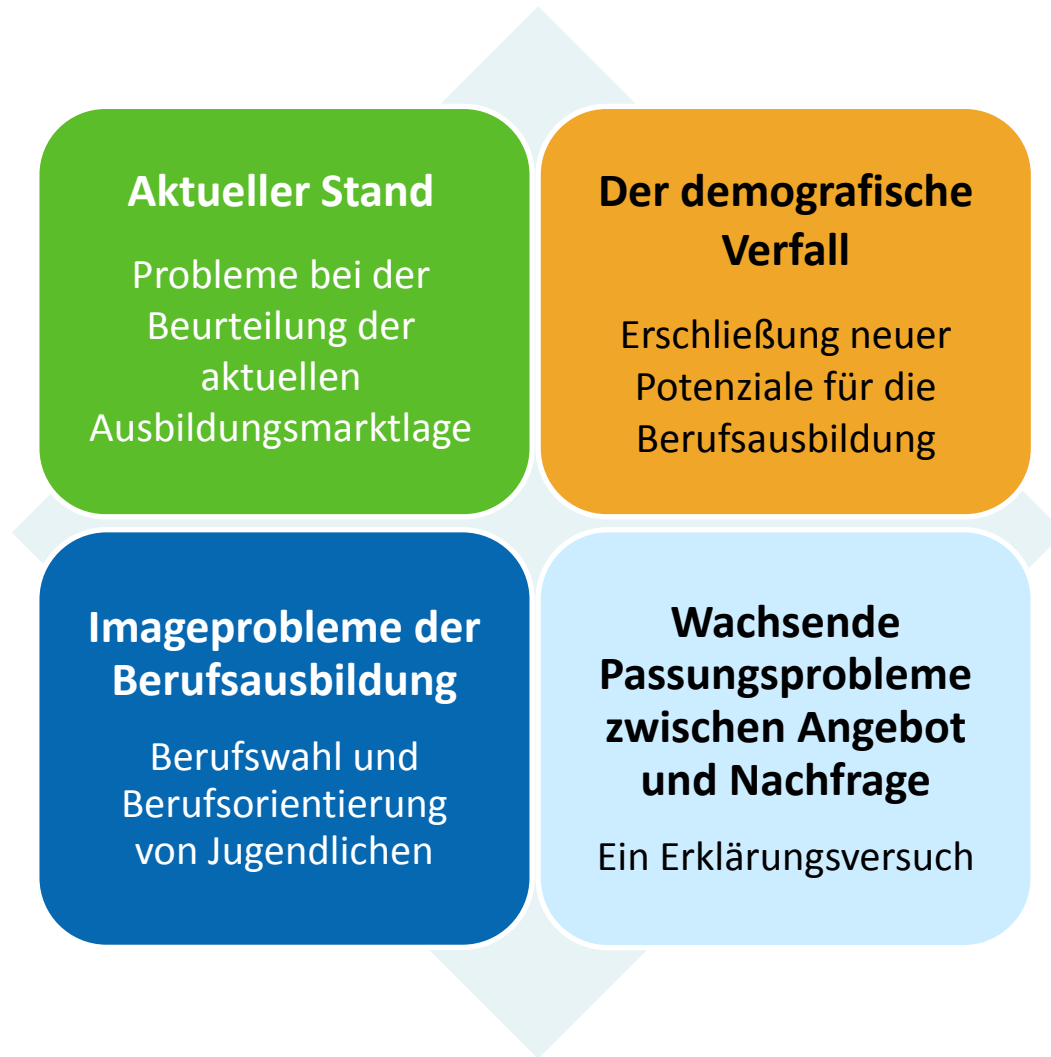 Aktueller Stand
Probleme bei der
Beurteilung der
aktuellen
Ausbildungsmarktlage
Der demografische
Verfall
Erschließung neuer
Potenziale für die
Berufsausbildung
Imageprobleme der
Berufsausbildung
Berufswahl und
Berufsorientierung
von Jugendlichen
Wachsende
Passungsprobleme
zwischen Angebot
und Nachfrage
Ein Erklärungsversuch